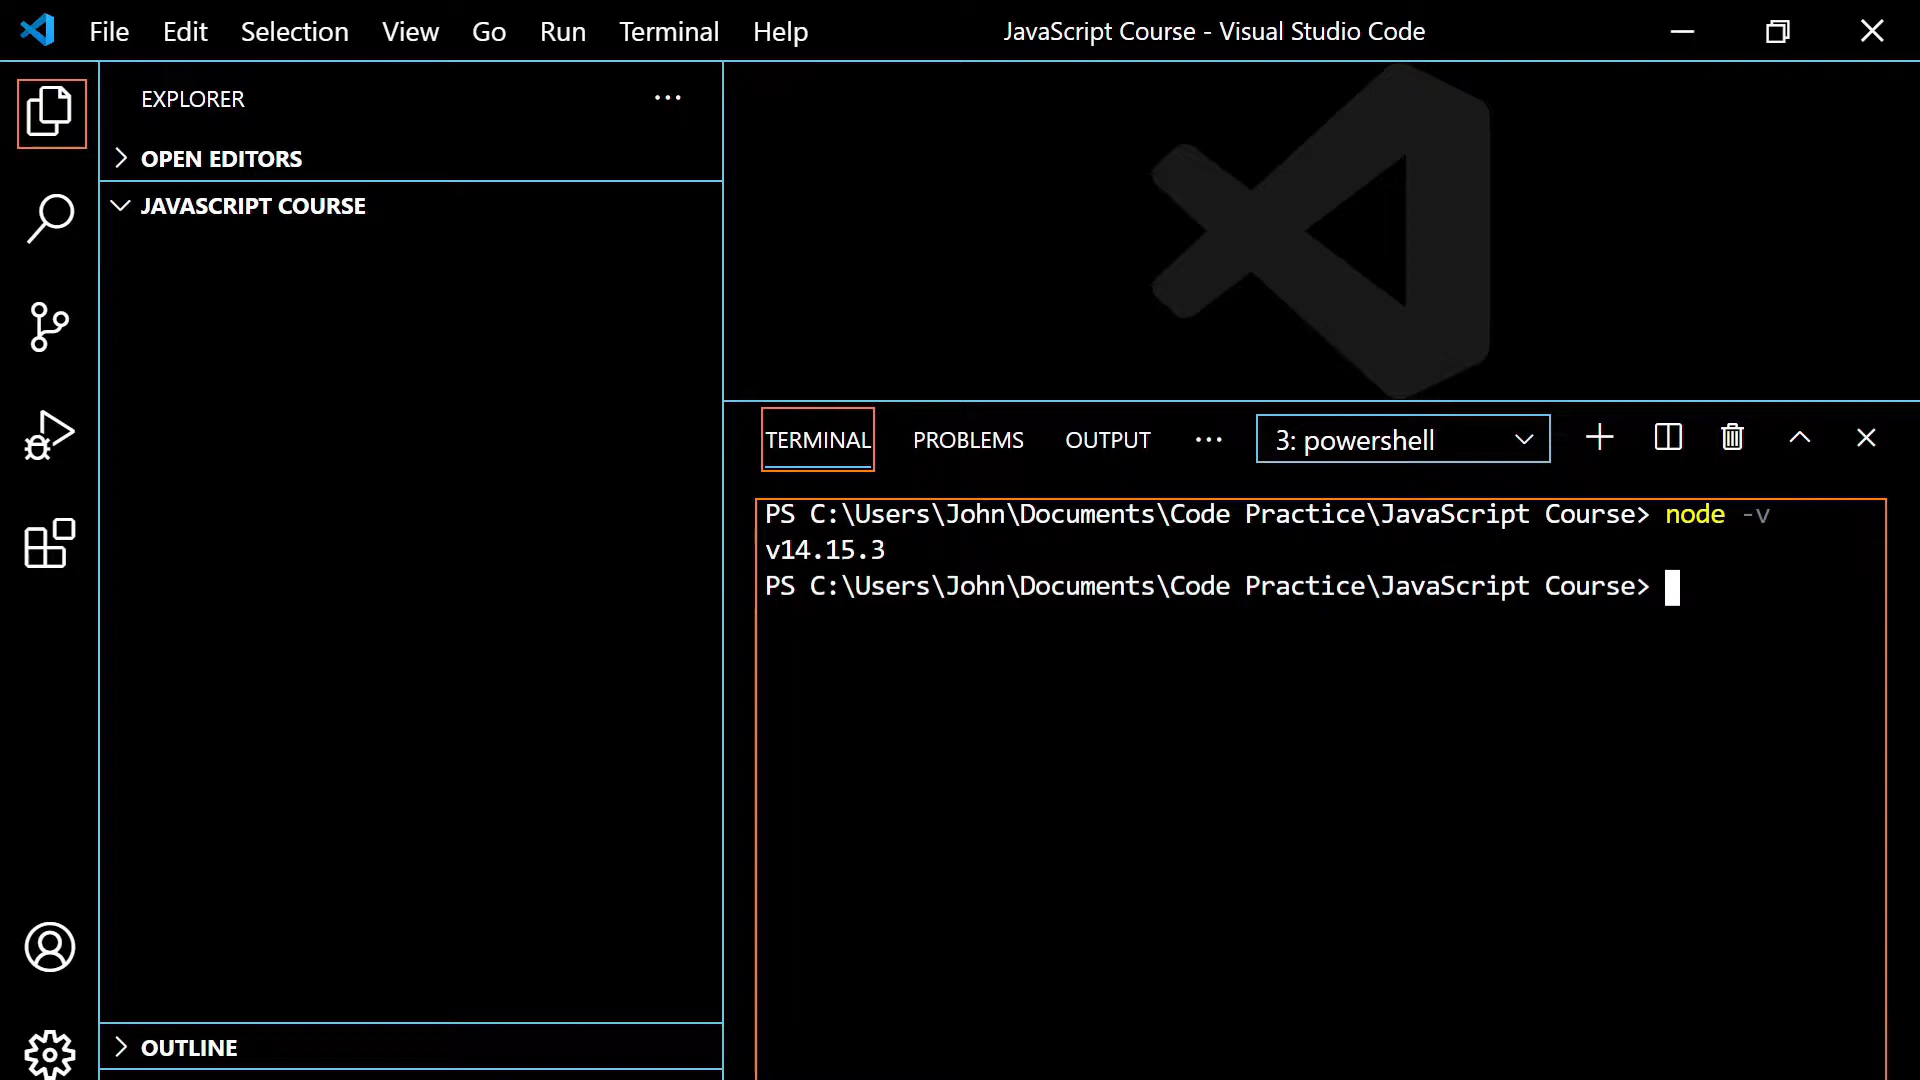 File Edit Selection View Go Run Terminal Help JavaScript Course - Visual Studio Code
EXPLORER
OPEN EDITORS
JAVASCRIPT COURSE
OUTLINE
TERMINAL PROBLEMS OUTPUT ··· 3: powershell
PS C:\Users\John\Documents\Code Practice\JavaScript Course> node -v
v14.15.3
PS C:\Users\John\Documents\Code Practice\JavaScript Course>